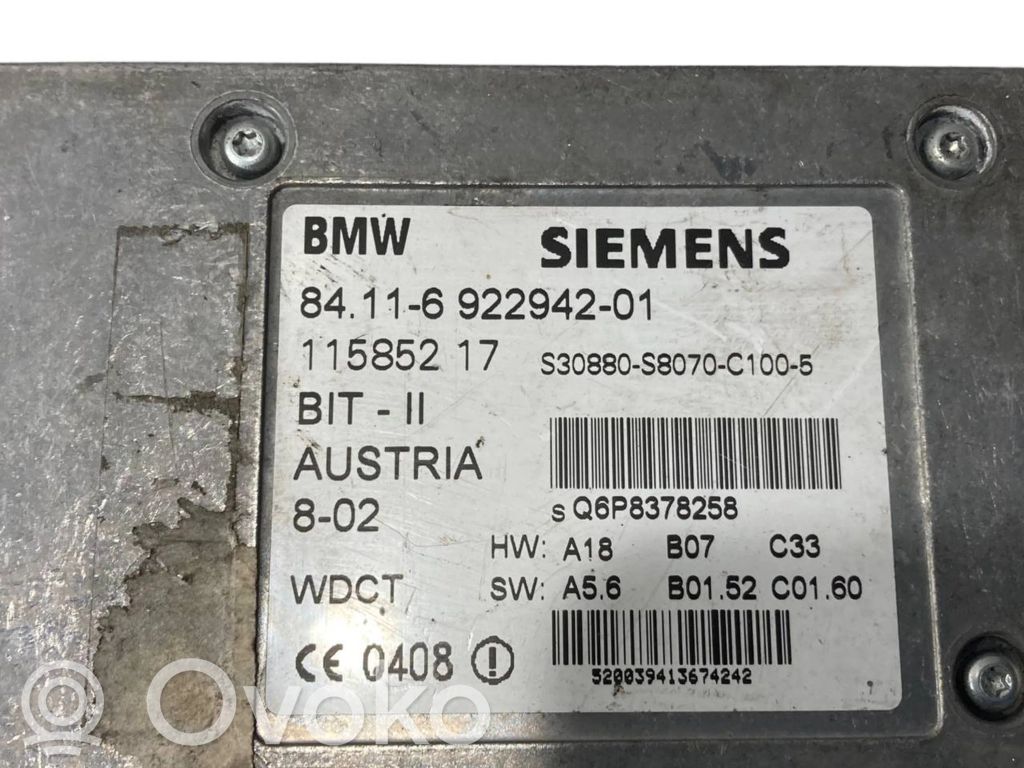 BMW SIEMENS
84.11-6 922942-01
115852 17 S30880-S8070-C100-5
BIT - II
AUSTRIA
8-02 S Q6P8378258
HW: A18 B07 C33
WDCT SW: A5.6 B01.52 C01.60
CE 0408
520039413674242
Ovoko